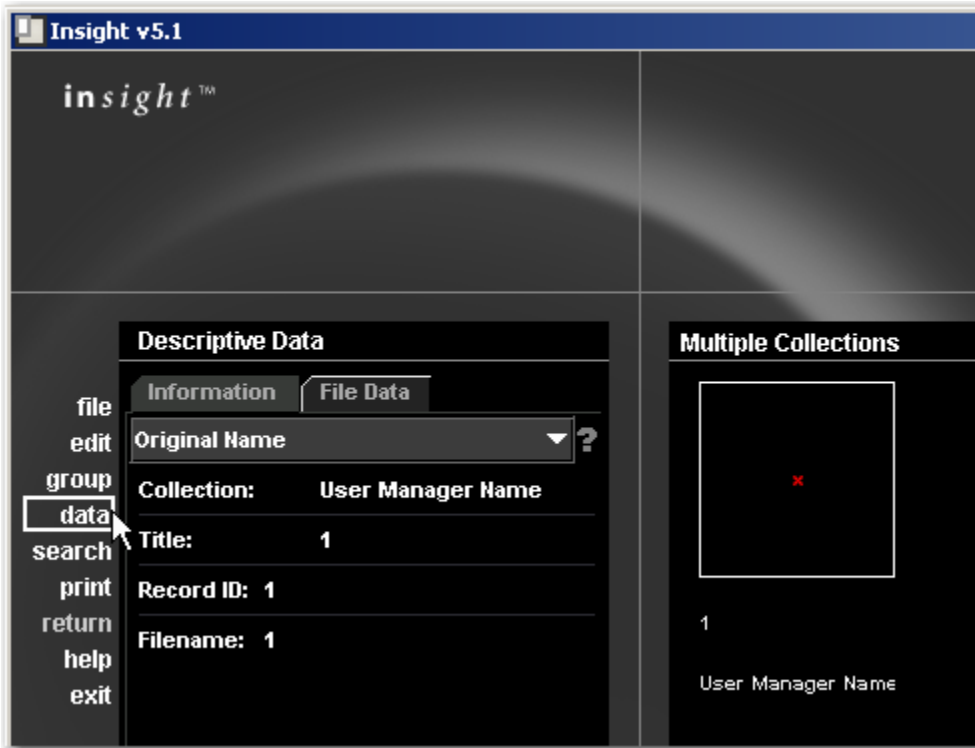 Insight v5.1
insight™
file
edit
group
data
search
print
return
help
exit
Descriptive Data
Information File Data
Original Name ?
Collection: User Manager Name
Title: 1
Record ID: 1
Filename: 1
Multiple Collections
x
1
User Manager Name